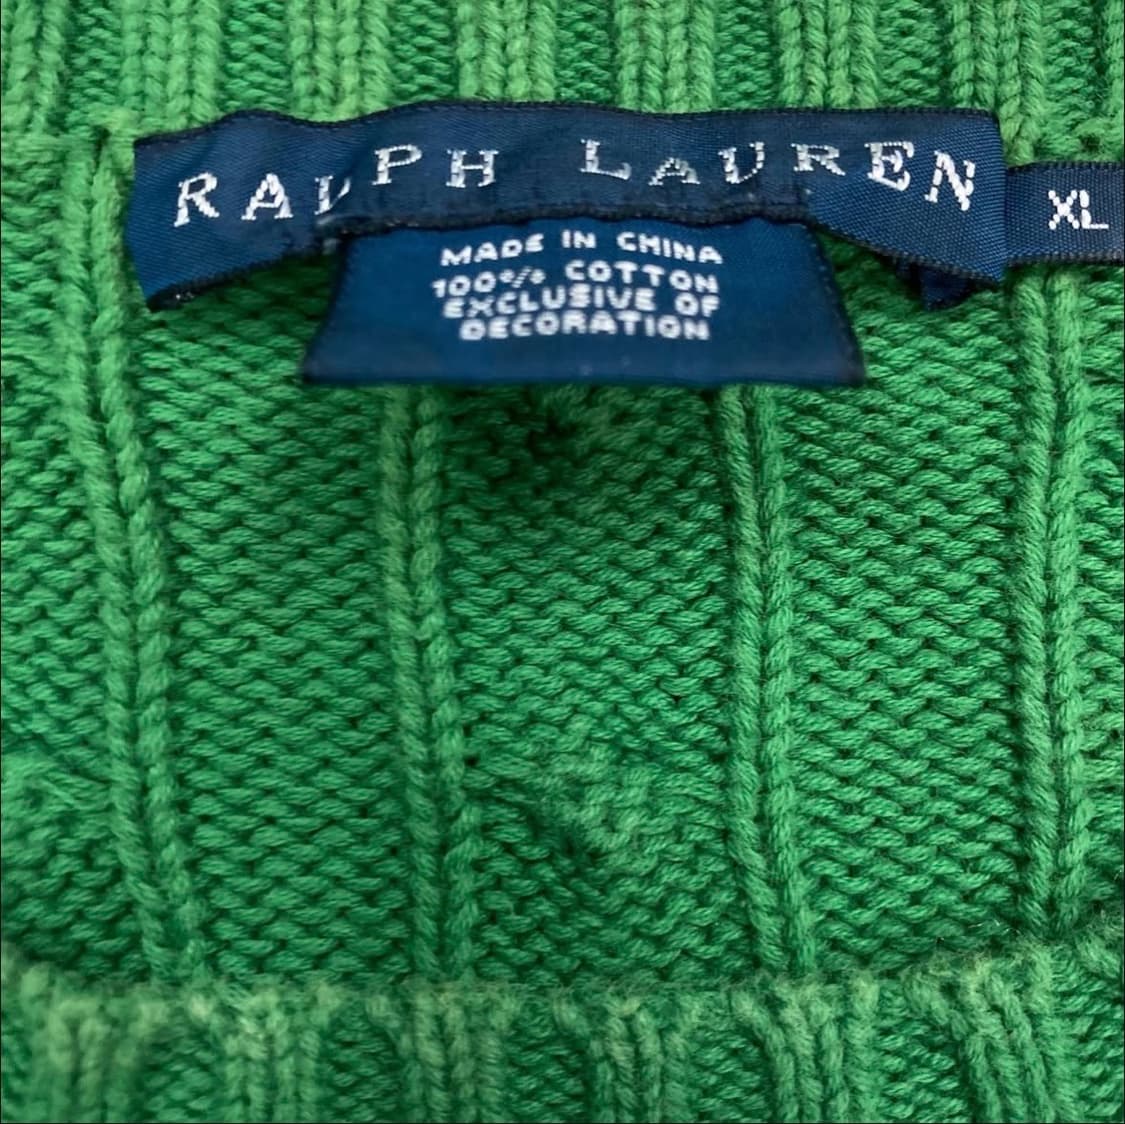 RALPH LAUREN
XL
MADE IN CHINA
100% COTTON
EXCLUSIVE OF
DECORATION